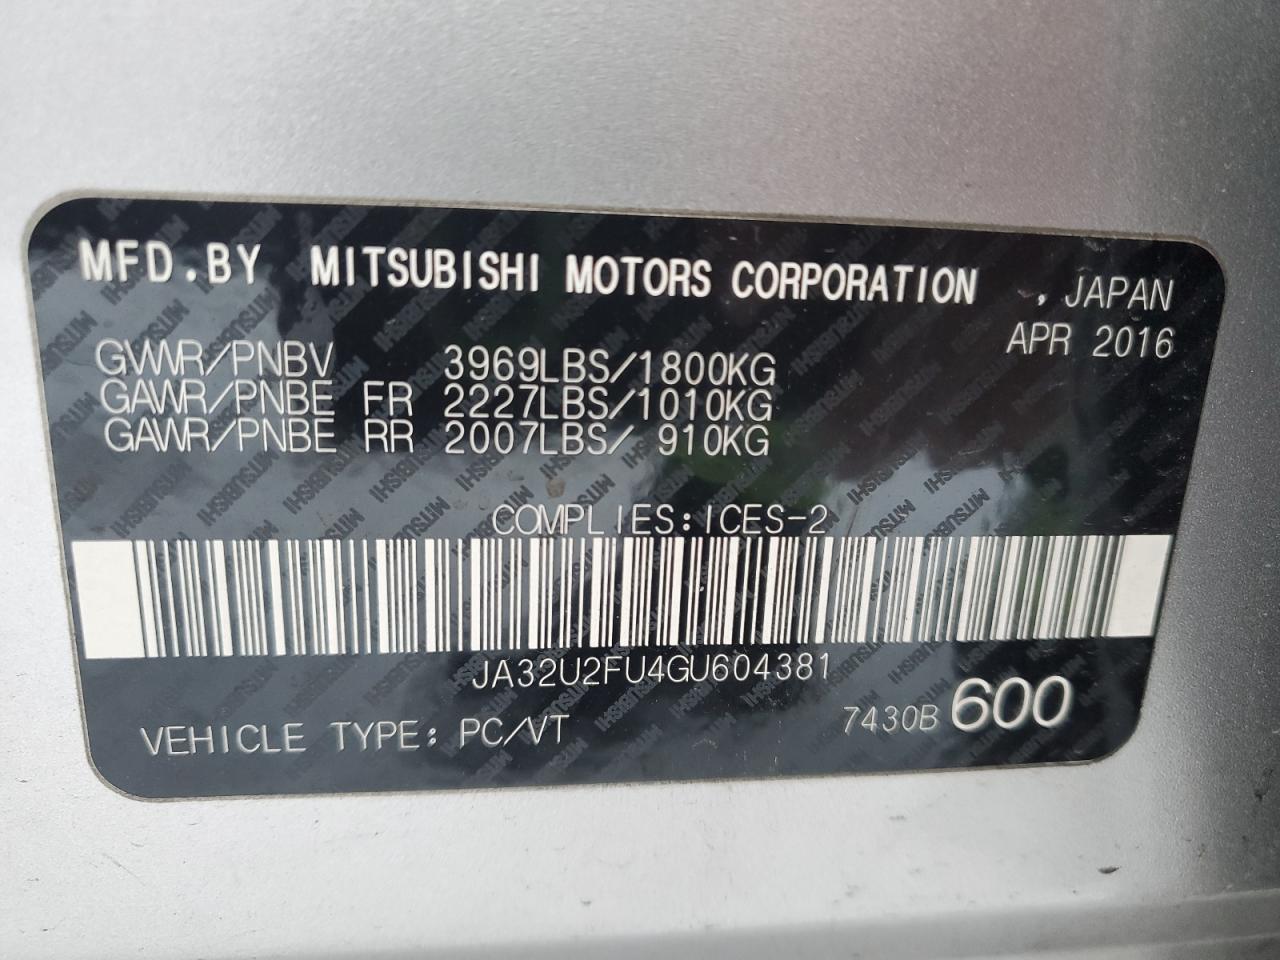 MFD.BY MITSUBISHI MOTORS CORPORATION , JAPAN
APR 2016
GVWR/PNBV 3969LBS/1800KG
GAWR/PNBE FR 2227LBS/1010KG
GAWR/PNBE RR 2007LBS/ 910KG
COMPLIES:ICES-2
JA32U2FU4GU604381
VEHICLE TYPE: PC/VT 7430B 600